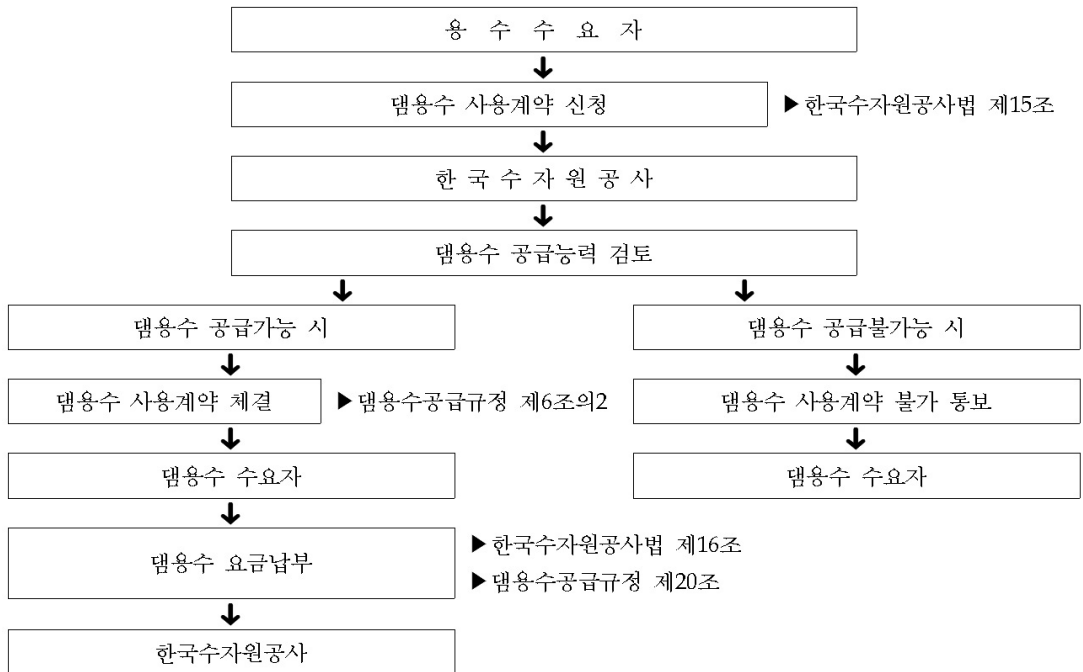 용 수 수 요 자
댐용수 사용계약 신청 ▶한국수자원공사법 제15조
한 국 수 자 원 공 사
댐용수 공급능력 검토
댐용수 공급가능 시 댐용수 공급불가능 시
댐용수 사용계약 체결 ▶댐용수공급규정 제6조의2 댐용수 사용계약 불가 통보
댐용수 수요자 댐용수 수요자
댐용수 요금납부
▶한국수자원공사법 제16조
▶댐용수공급규정 제20조
한국수자원공사